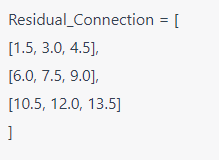 Residual_Connection = [
[1.5, 3.0, 4.5],
[6.0, 7.5, 9.0],
[10.5, 12.0, 13.5]
]